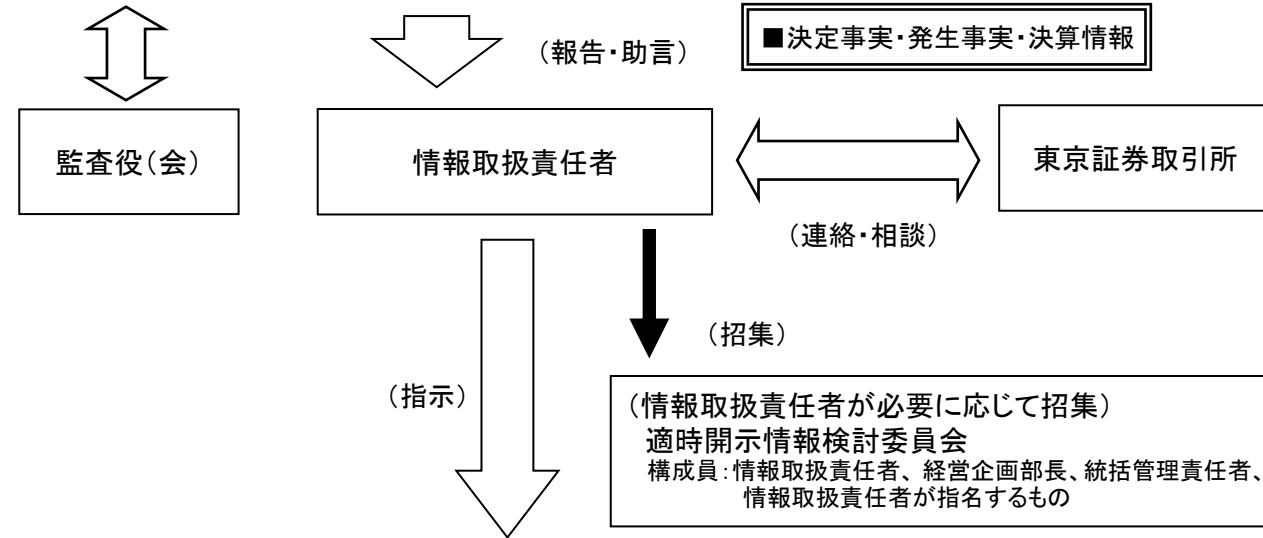 ■決定事実・発生事実・決算情報
（報告・助言）
監査役（会）
情報取扱責任者
東京証券取引所
（連絡・相談）
（招集）
（指示）
（情報取扱責任者が必要に応じて招集）
適時開示情報検討委員会
構成員：情報取扱責任者、経営企画部長、統括管理責任者、
情報取扱責任者が指名するもの